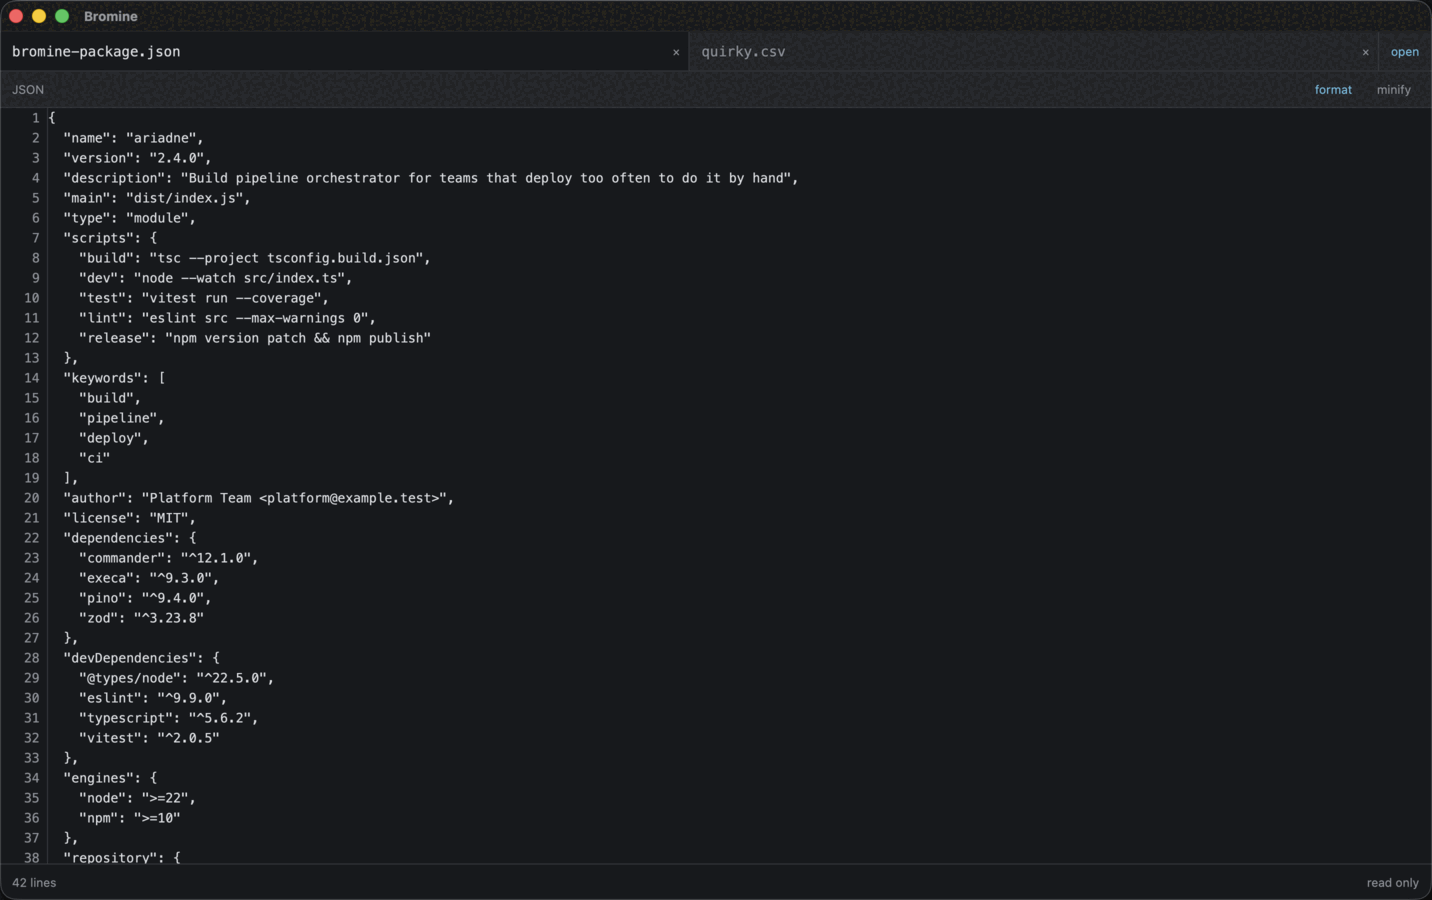 Bromine
bromine-package.json × quirky.csv × open
JSON format minify
1 {
2   "name": "ariadne",
3   "version": "2.4.0",
4   "description": "Build pipeline orchestrator for teams that deploy too often to do it by hand",
5   "main": "dist/index.js",
6   "type": "module",
7   "scripts": {
8     "build": "tsc --project tsconfig.build.json",
9     "dev": "node --watch src/index.ts",
10     "test": "vitest run --coverage",
11     "lint": "eslint src --max-warnings 0",
12     "release": "npm version patch && npm publish"
13   },
14   "keywords": [
15     "build",
16     "pipeline",
17     "deploy",
18     "ci"
19   ],
20   "author": "Platform Team <platform@example.test>",
21   "license": "MIT",
22   "dependencies": {
23     "commander": "^12.1.0",
24     "execa": "^9.3.0",
25     "pino": "^9.4.0",
26     "zod": "^3.23.8"
27   },
28   "devDependencies": {
29     "@types/node": "^22.5.0",
30     "eslint": "^9.9.0",
31     "typescript": "^5.6.2",
32     "vitest": "^2.0.5"
33   },
34   "engines": {
35     "node": ">=22",
36     "npm": ">=10"
37   },
38   "repository": {
42 lines read only